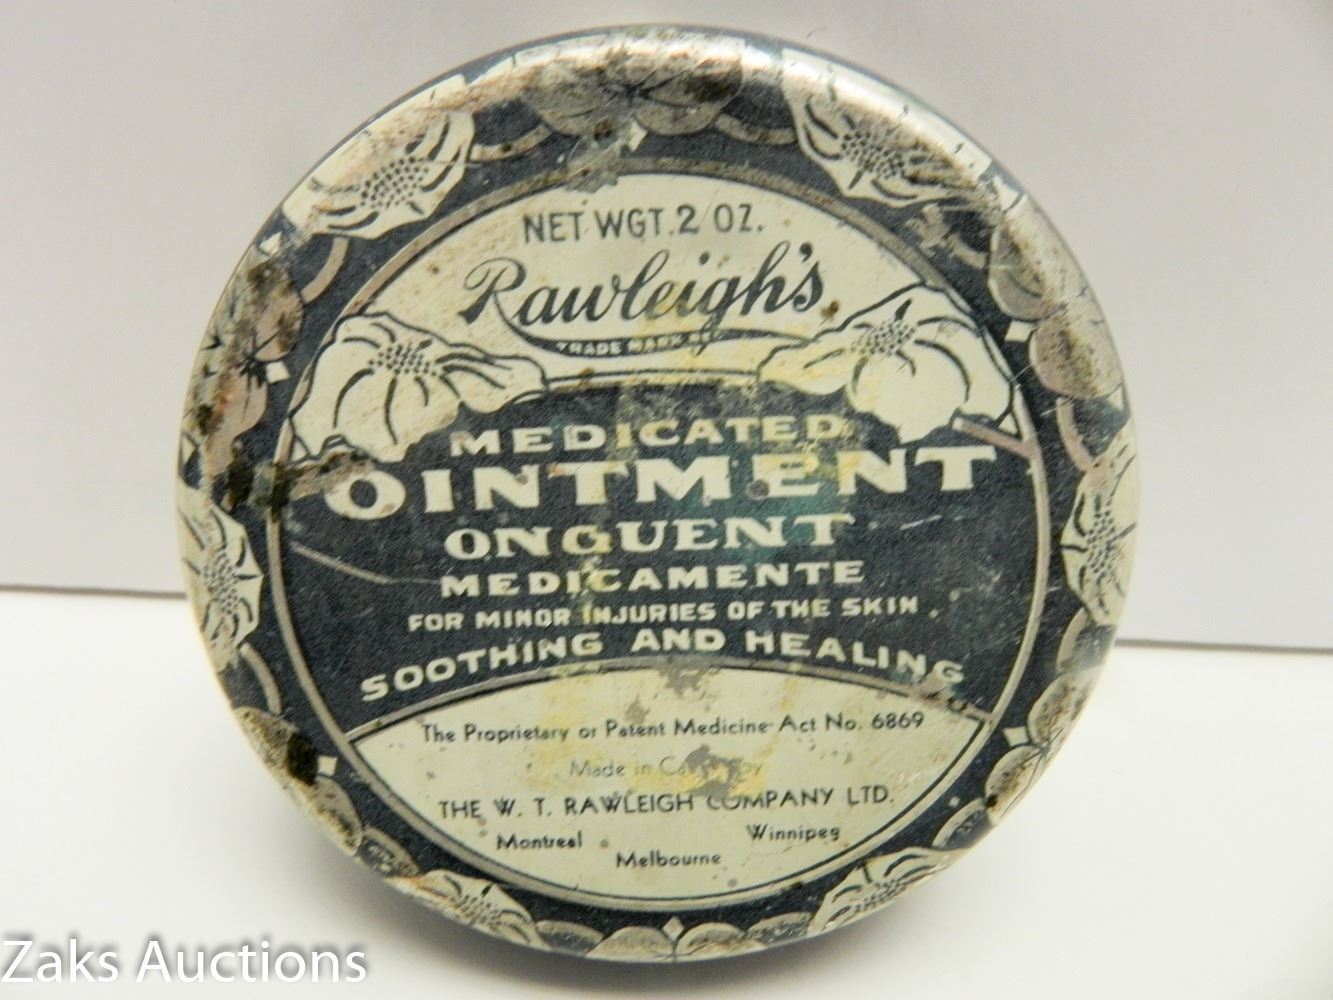 NET WGT. 2 OZ.
Rawleigh's
TRADE MARK REG
MEDICATED
OINTMENT
ONGUENT
MEDICAMENTE
FOR MINOR INJURIES OF THE SKIN
SOOTHING AND HEALING
The Proprietary or Patent Medicine Act No. 6869
Made in by
THE W. T. RAWLEIGH COMPANY LTD.
Montreal Winnipeg
Melbourne
Zaks Auctions